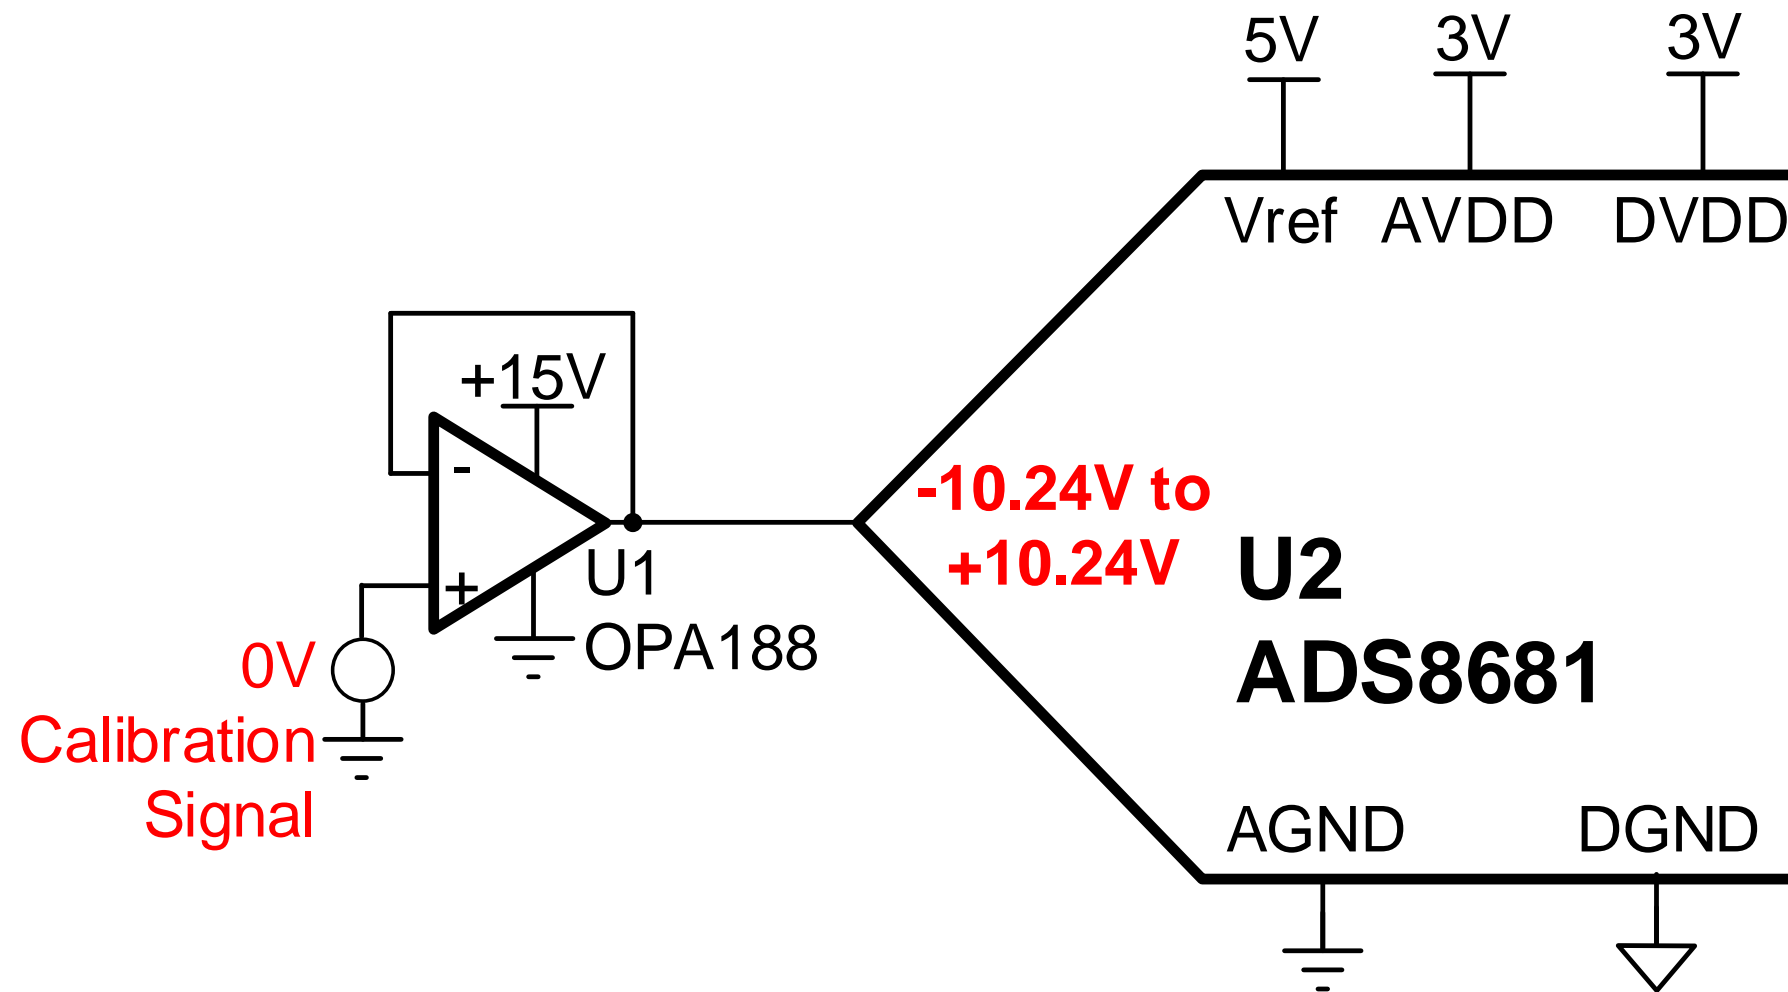 5V
3V
3V
Vref
AVDD
DVDD
+15V
-
+
U1
OPA188
0V
Calibration
Signal
-10.24V to
+10.24V
U2
ADS8681
AGND
DGND